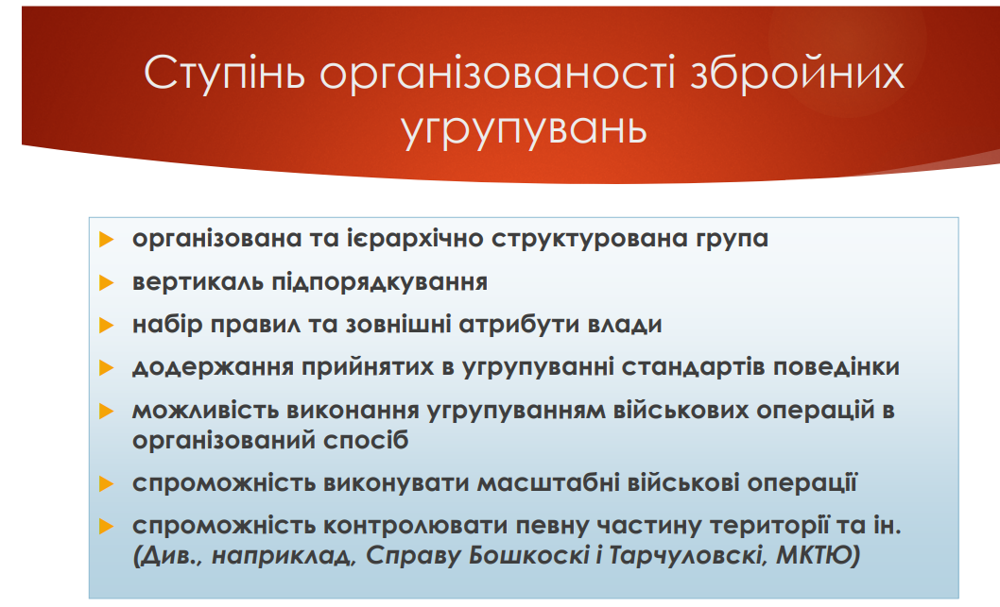 Ступінь організованості збройних
угрупувань
організована та ієрархічно структурована група
вертикаль підпорядкування
набір правил та зовнішні атрибути влади
додержання прийнятих в угрупуванні стандартів поведінки
можливість виконання угрупуванням військових операцій в
організований спосіб
спроможність виконувати масштабні військові операції
спроможність контролювати певну частину території та ін.
(Див., наприклад, Справу Бошкоскі і Тарчуловскі, МКТЮ)